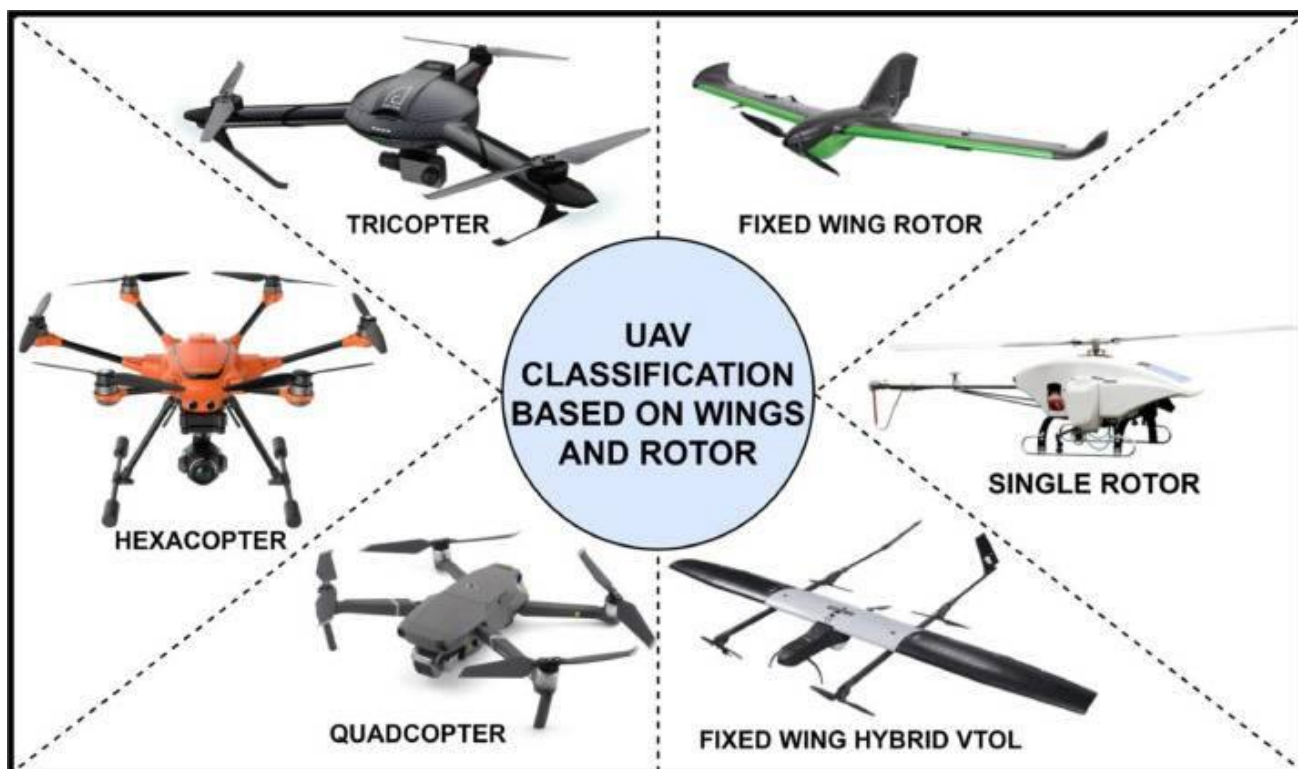 TRICOPTER
FIXED WING ROTOR
UAV
CLASSIFICATION
BASED ON WINGS
AND ROTOR
SINGLE ROTOR
HEXACOPTER
QUADCOPTER
FIXED WING HYBRID VTOL